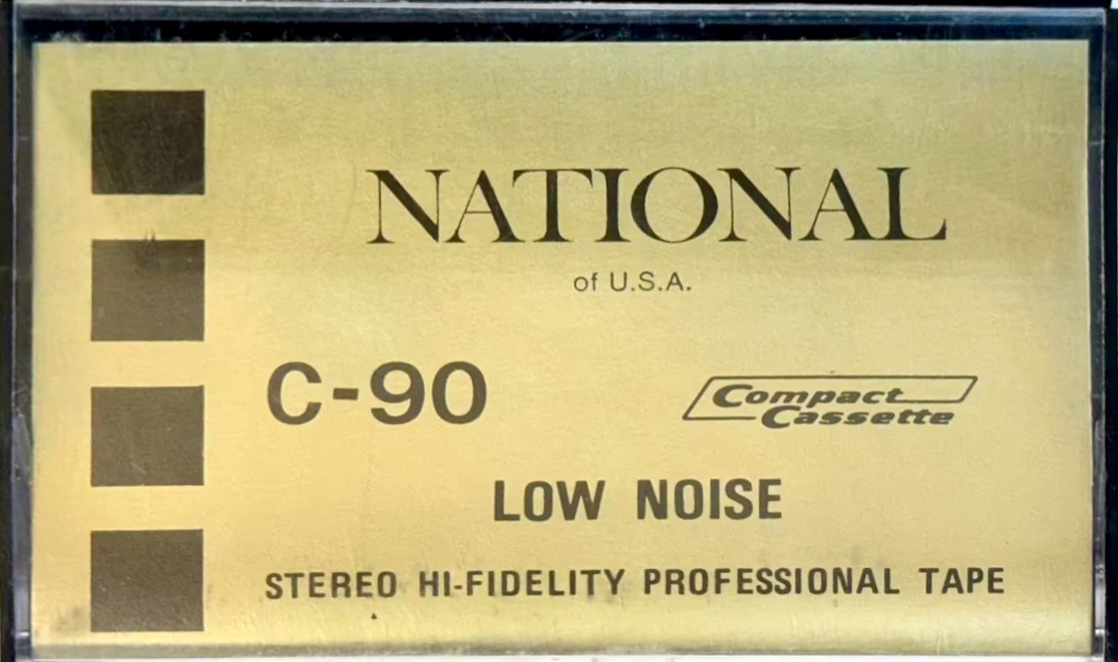 NATIONAL
of U.S.A.
C-90
Compact
Cassette
LOW NOISE
STEREO HI-FIDELITY PROFESSIONAL TAPE